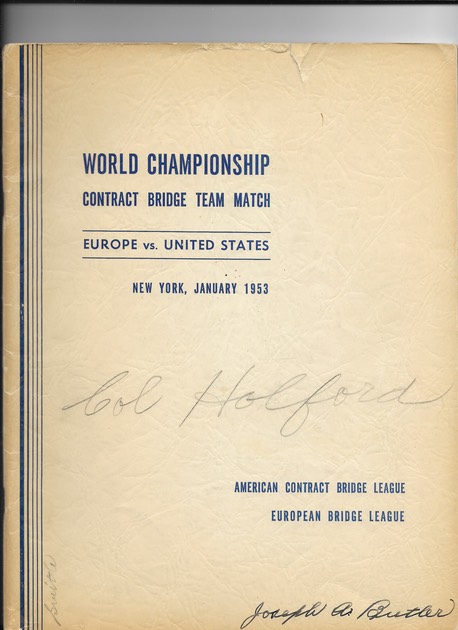 WORLD CHAMPIONSHIP
CONTRACT BRIDGE TEAM MATCH
EUROPE vs. UNITED STATES
NEW YORK, JANUARY 1953
Col Holford
AMERICAN CONTRACT BRIDGE LEAGUE
EUROPEAN BRIDGE LEAGUE
Joseph A. Butler